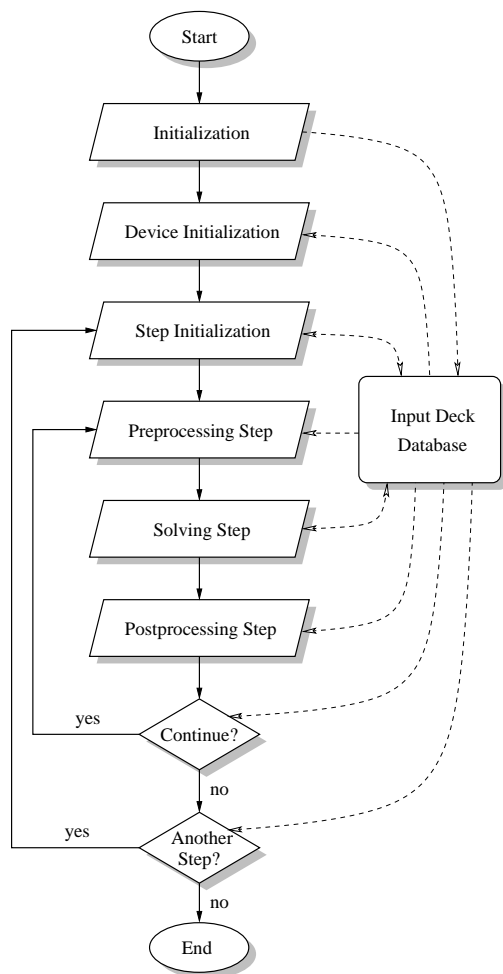 Start
Initialization
Device Initialization
Step Initialization
Preprocessing Step
Input Deck
Database
Solving Step
Postprocessing Step
yes
Continue?
no
yes
Another
Step?
no
End